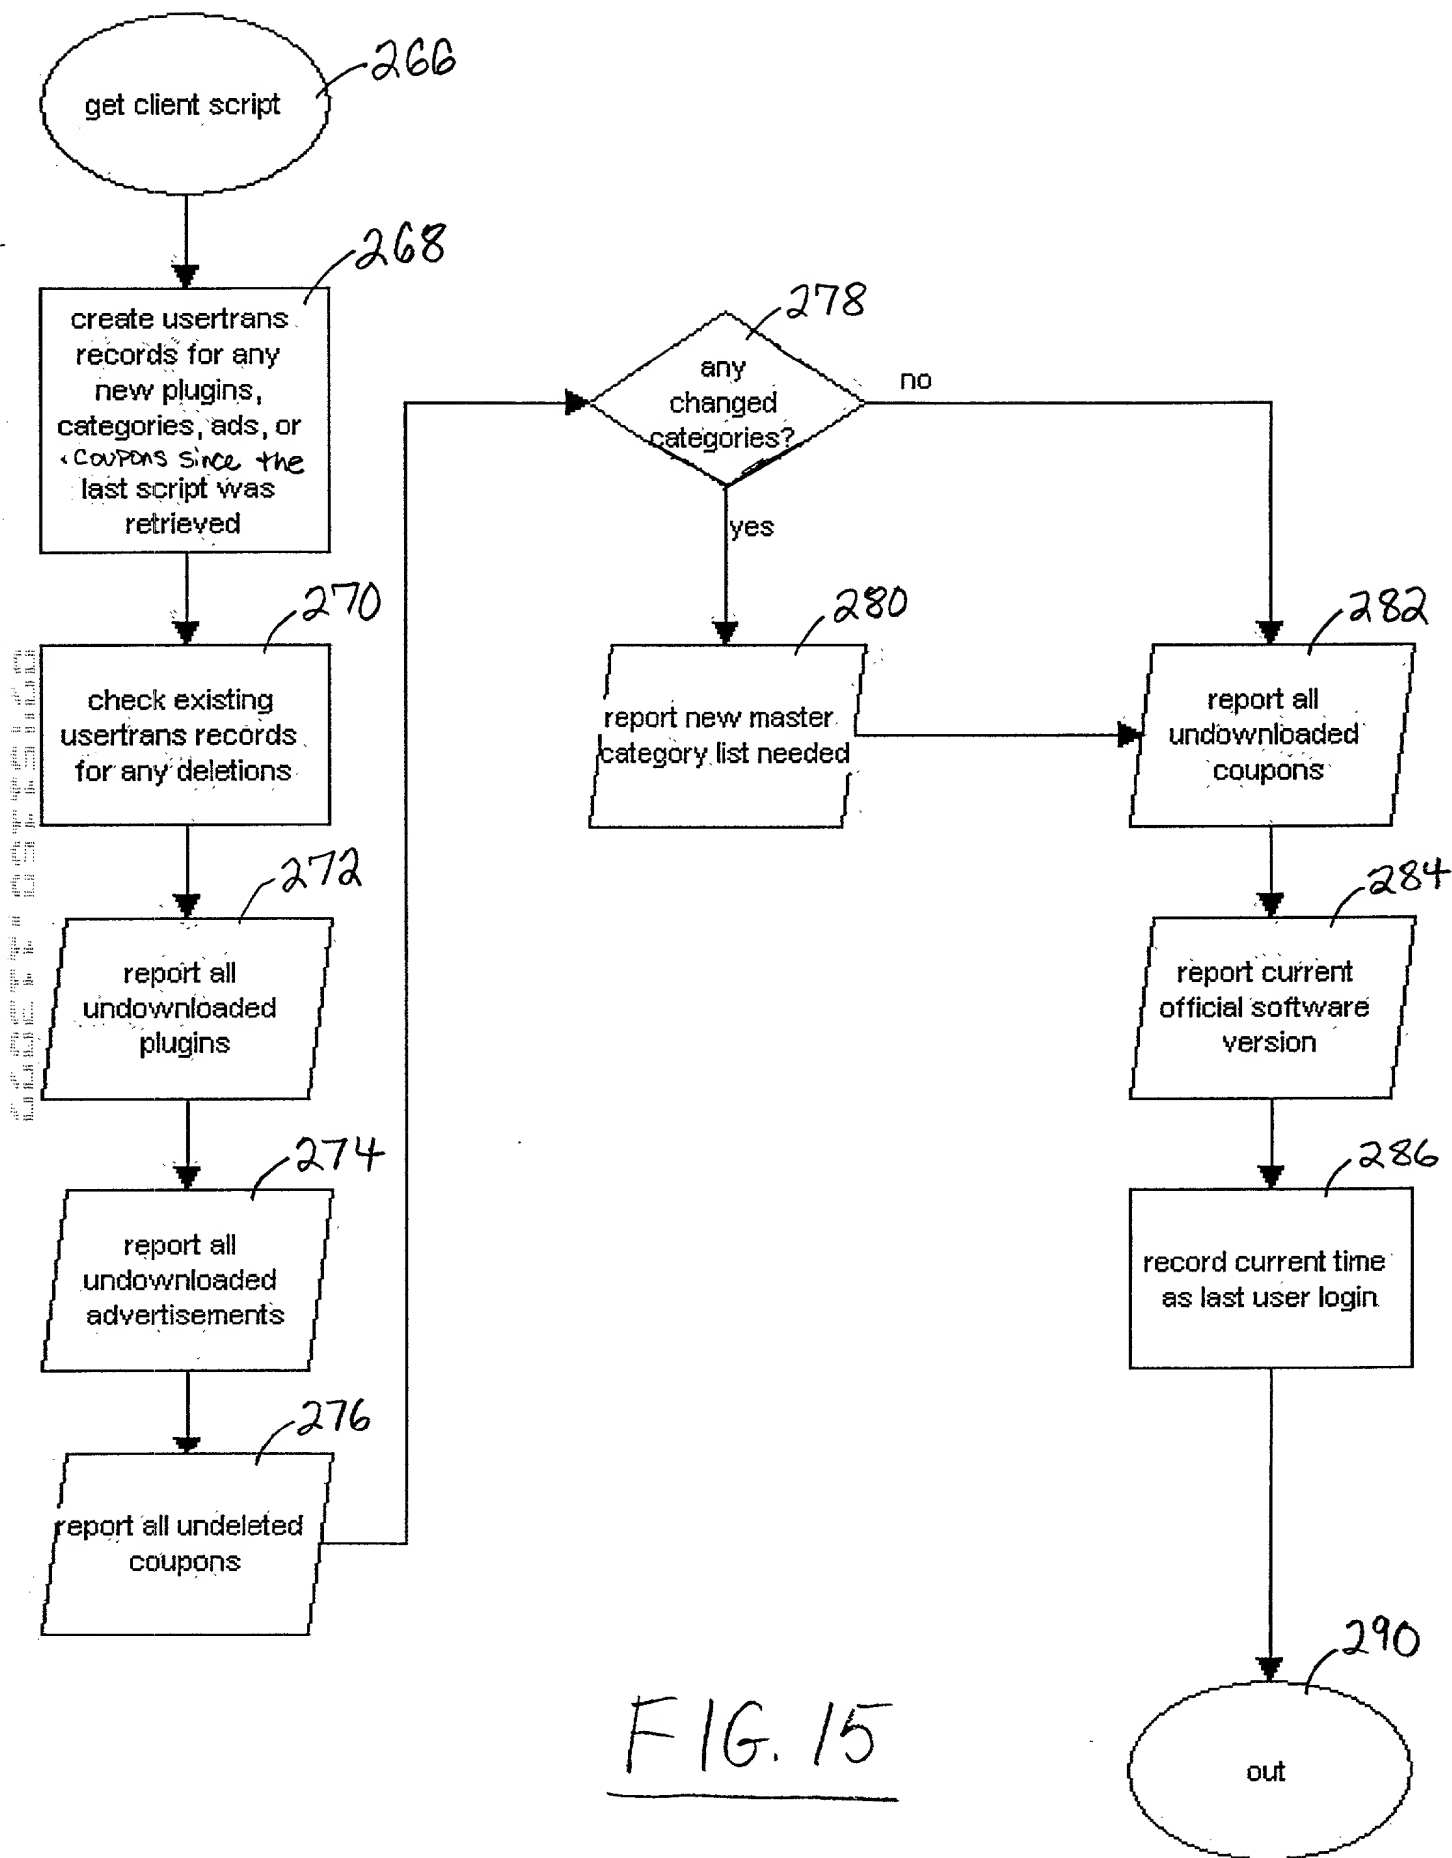 266
get client script
268
create usertrans
records for any
new plugins,
categories, ads, or
coupons since the
last script was
retrieved
270
check existing
usertrans records
for any deletions
272
report all
undownloaded
plugins
274
report all
undownloaded
advertisements
276
report all undeleted
coupons
278
any
changed
categories?
no
yes
280
report new master
category list needed
282
report all
undownloaded
coupons
284
report current
official software
version
286
record current time
as last user login
290
out
FIG. 15